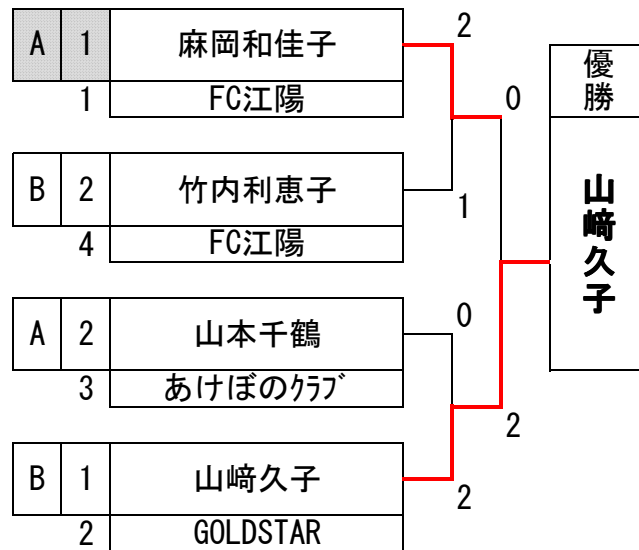 A 1 麻岡和佳子 2
1 FC江陽 0
B 2 竹内利恵子 1
4 FC江陽
A 2 山本千鶴 0
3 あけぼのｸﾗﾌﾞ 2
B 1 山﨑久子 2
2 GOLDSTAR
優勝
山﨑久子